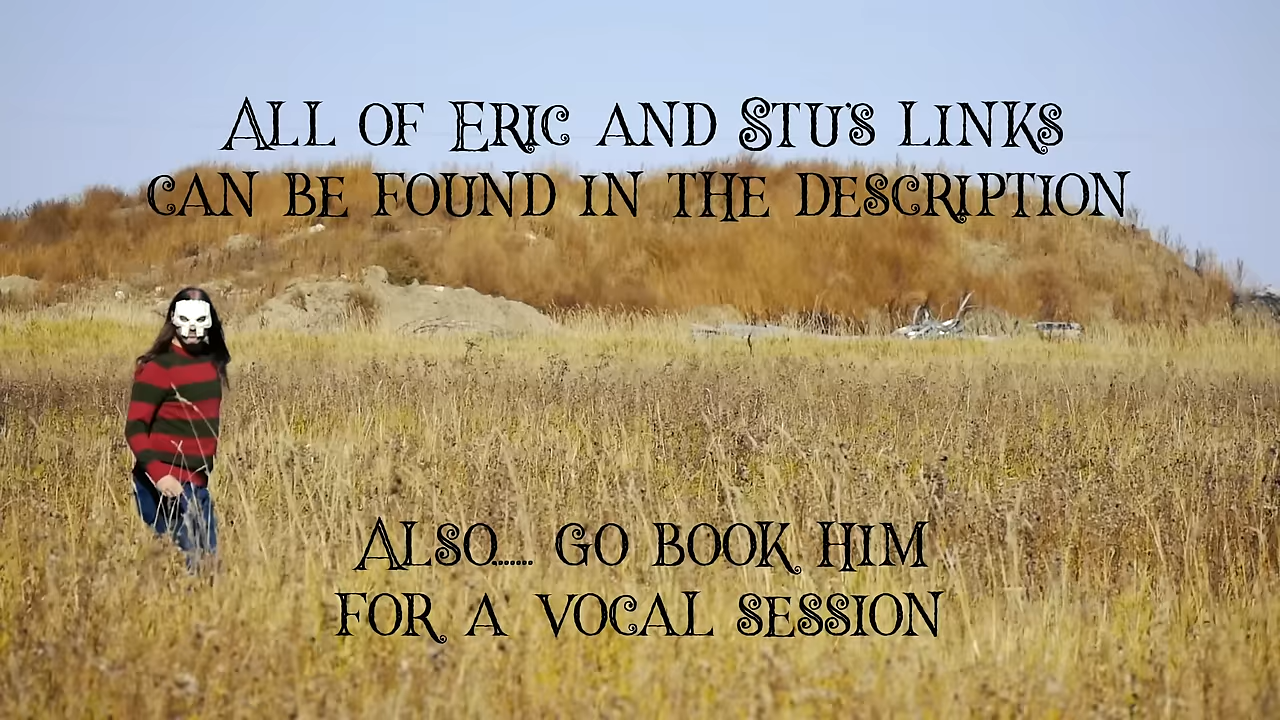 All of Eric and Stu's links
can be found in the description
Also....... go book him
for a vocal session